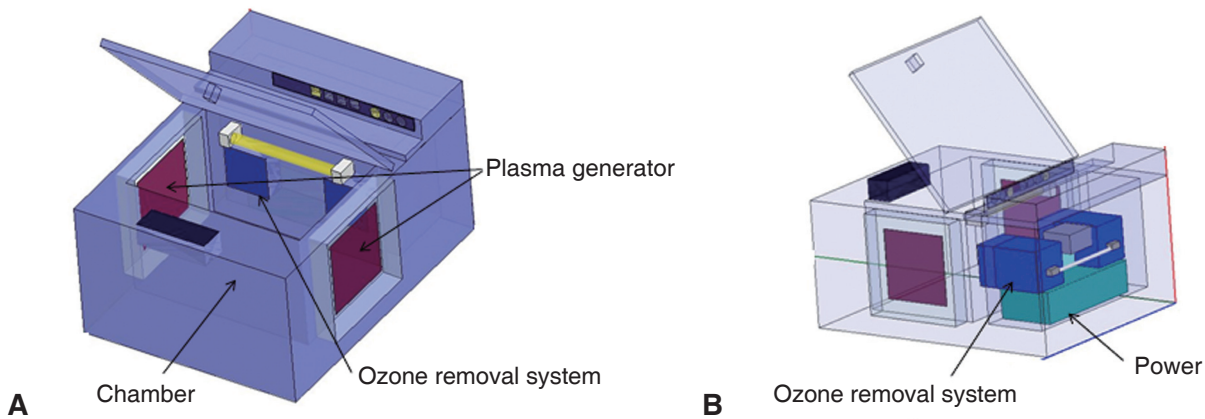 Plasma generator
Chamber
Ozone removal system
A
Power
Ozone removal system
B